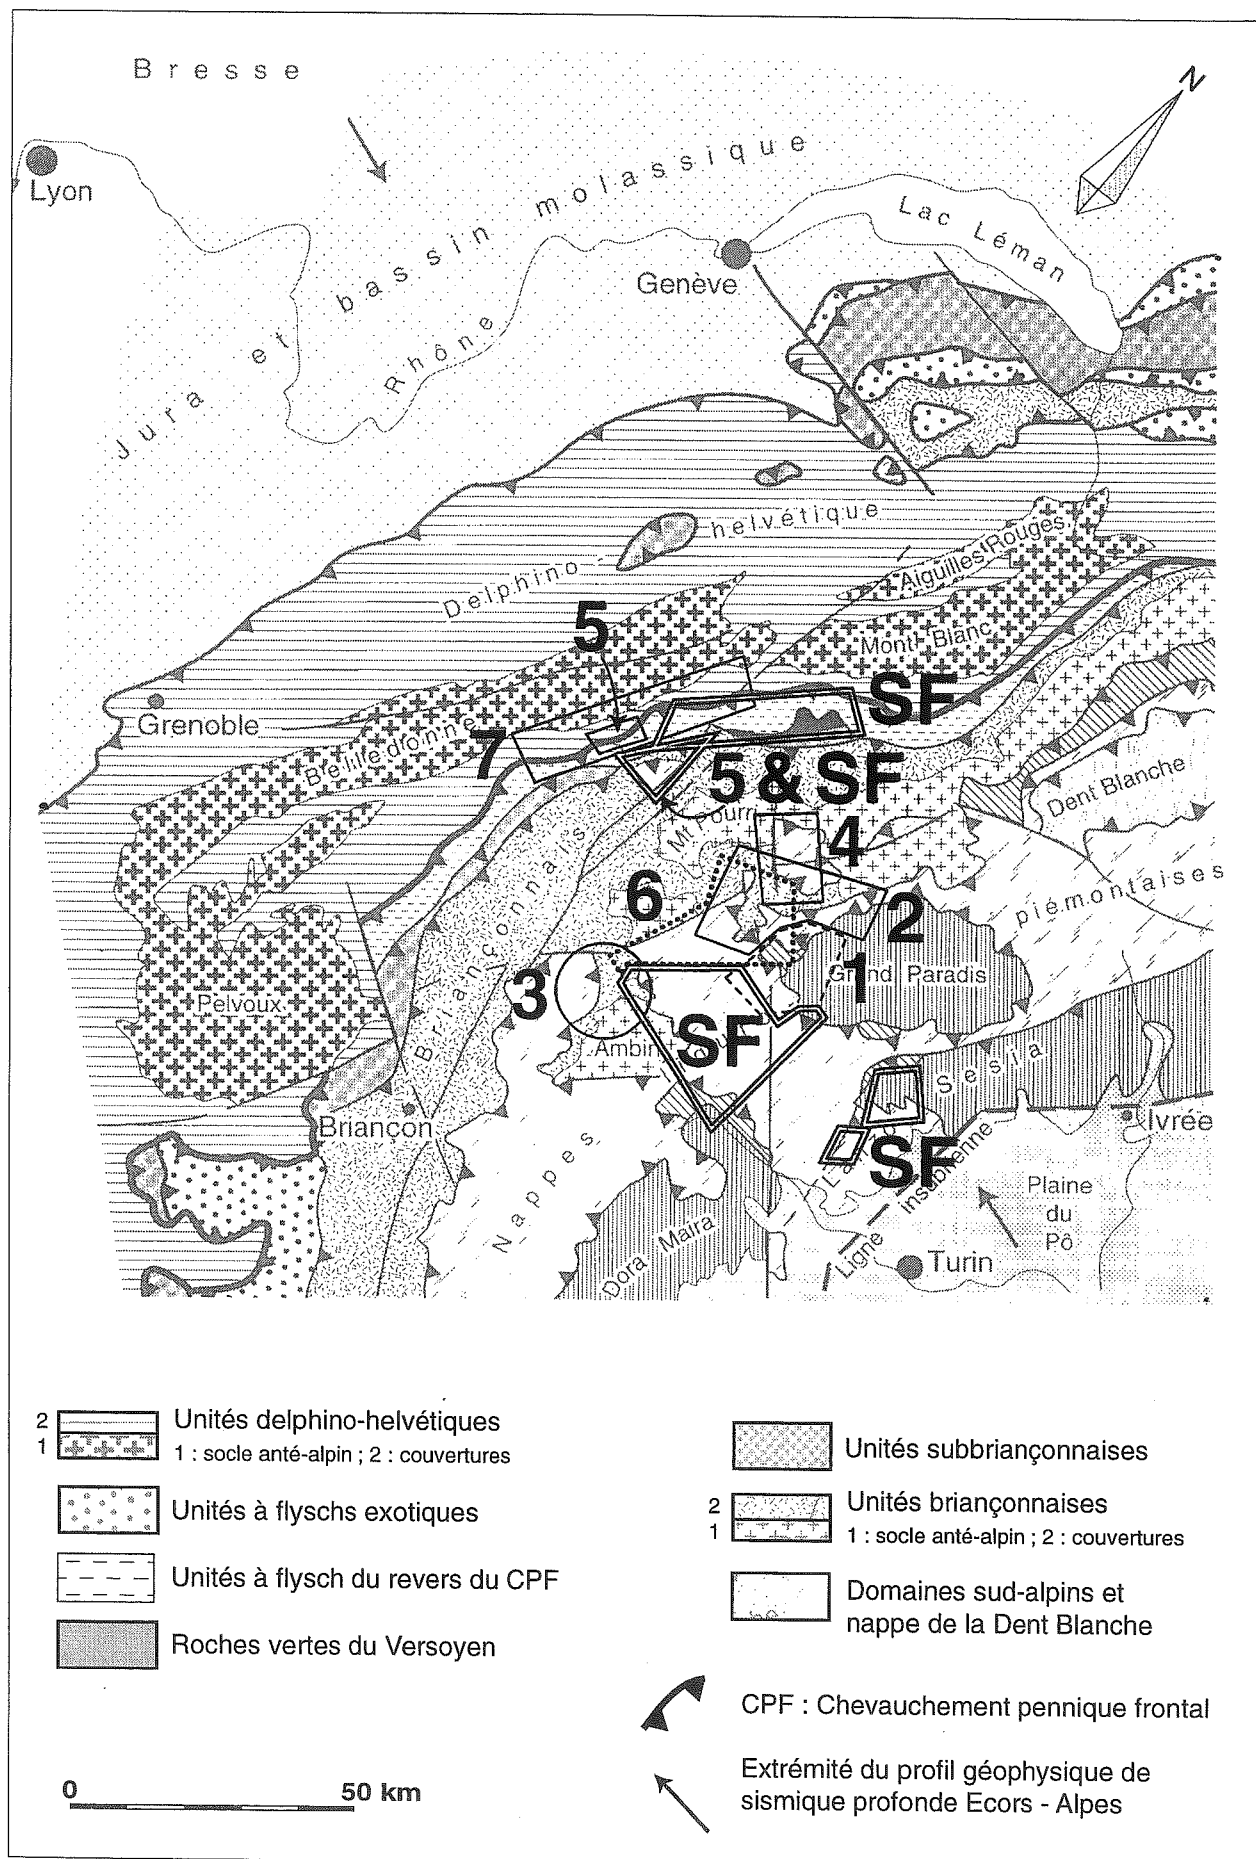 Bresse
N
Lyon
Jura et bassin molassique
Rhône
Lac Léman
Genève
Delphino-helvétique
Aiguilles Rouges
Mont Blanc
5
SF
Grenoble
Belledonne
7
5 & SF
Dent Blanche
Mt Pourri
4
Briançonnais
6
2
piémontaises
3
1
Grand Paradis
Pelvoux
Ambin
SF
Sesia
Briançon
Ivrée
SF
Nappes
Lanzo
Ligne Insubrienne
Plaine
du
Pô
Dora Maira
Turin
2 Unités delphino-helvétiques
1 1 : socle anté-alpin ; 2 : couvertures
Unités à flyschs exotiques
Unités à flysch du revers du CPF
Roches vertes du Versoyen
Unités subbriançonnaises
2 Unités briançonnaises
1 1 : socle anté-alpin ; 2 : couvertures
Domaines sud-alpins et
nappe de la Dent Blanche
CPF : Chevauchement pennique frontal
Extrémité du profil géophysique de
sismique profonde Ecors - Alpes
0 50 km